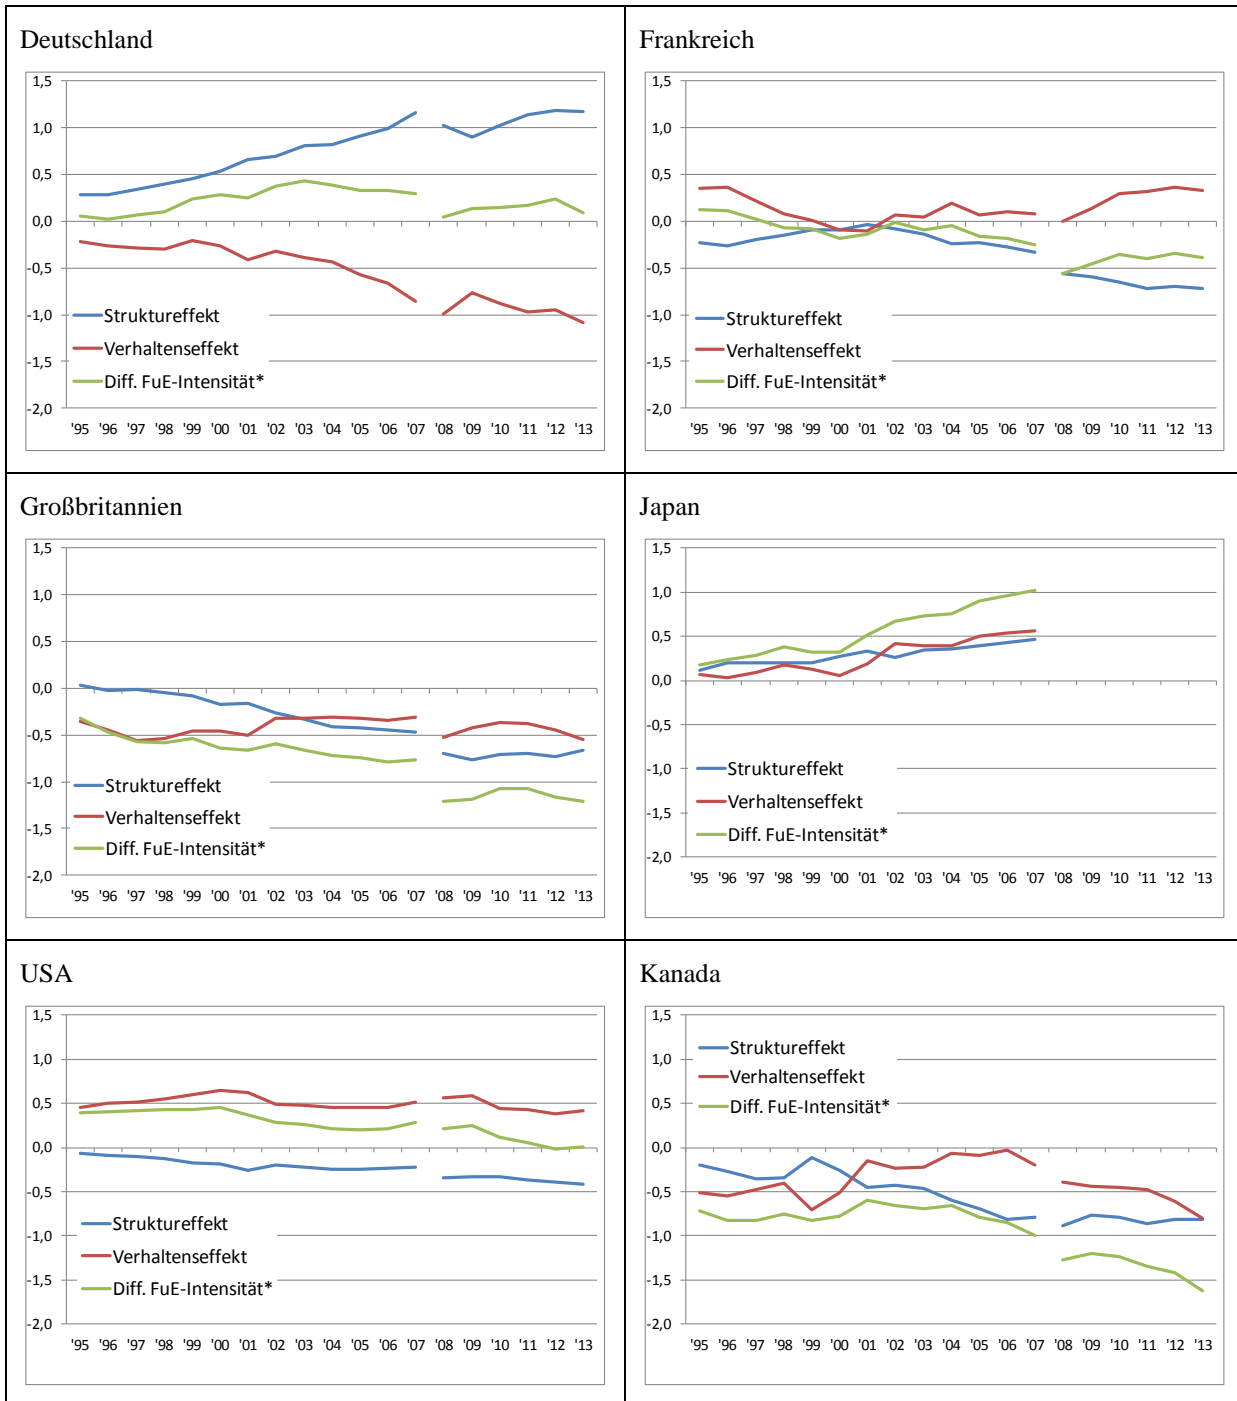 Deutschland
1,5
1,0
0,5
0,0
-0,5
-1,0
-1,5
-2,0
Struktureffekt
Verhaltenseffekt
Diff. FuE-Intensität*
'95 '96 '97 '98 '99 '00 '01 '02 '03 '04 '05 '06 '07 '08 '09 '10 '11 '12 '13
Frankreich
1,5
1,0
0,5
0,0
-0,5
-1,0
-1,5
-2,0
Struktureffekt
Verhaltenseffekt
Diff. FuE-Intensität*
'95 '96 '97 '98 '99 '00 '01 '02 '03 '04 '05 '06 '07 '08 '09 '10 '11 '12 '13
Großbritannien
1,5
1,0
0,5
0,0
-0,5
-1,0
-1,5
-2,0
Struktureffekt
Verhaltenseffekt
Diff. FuE-Intensität*
'95 '96 '97 '98 '99 '00 '01 '02 '03 '04 '05 '06 '07 '08 '09 '10 '11 '12 '13
Japan
1,5
1,0
0,5
0,0
-0,5
-1,0
-1,5
-2,0
Struktureffekt
Verhaltenseffekt
Diff. FuE-Intensität*
'95 '96 '97 '98 '99 '00 '01 '02 '03 '04 '05 '06 '07 '08 '09 '10 '11 '12 '13
USA
1,5
1,0
0,5
0,0
-0,5
-1,0
-1,5
-2,0
Struktureffekt
Verhaltenseffekt
Diff. FuE-Intensität*
'95 '96 '97 '98 '99 '00 '01 '02 '03 '04 '05 '06 '07 '08 '09 '10 '11 '12 '13
Kanada
1,5
1,0
0,5
0,0
-0,5
-1,0
-1,5
-2,0
Struktureffekt
Verhaltenseffekt
Diff. FuE-Intensität*
'95 '96 '97 '98 '99 '00 '01 '02 '03 '04 '05 '06 '07 '08 '09 '10 '11 '12 '13